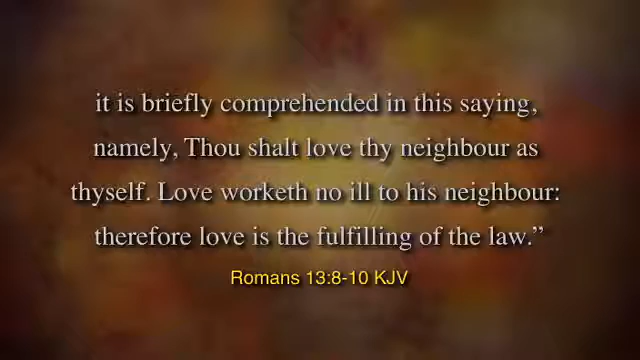 it is briefly comprehended in this saying,
namely, Thou shalt love thy neighbour as
thyself. Love worketh no ill to his neighbour:
therefore love is the fulfilling of the law.”
Romans 13:8-10 KJV